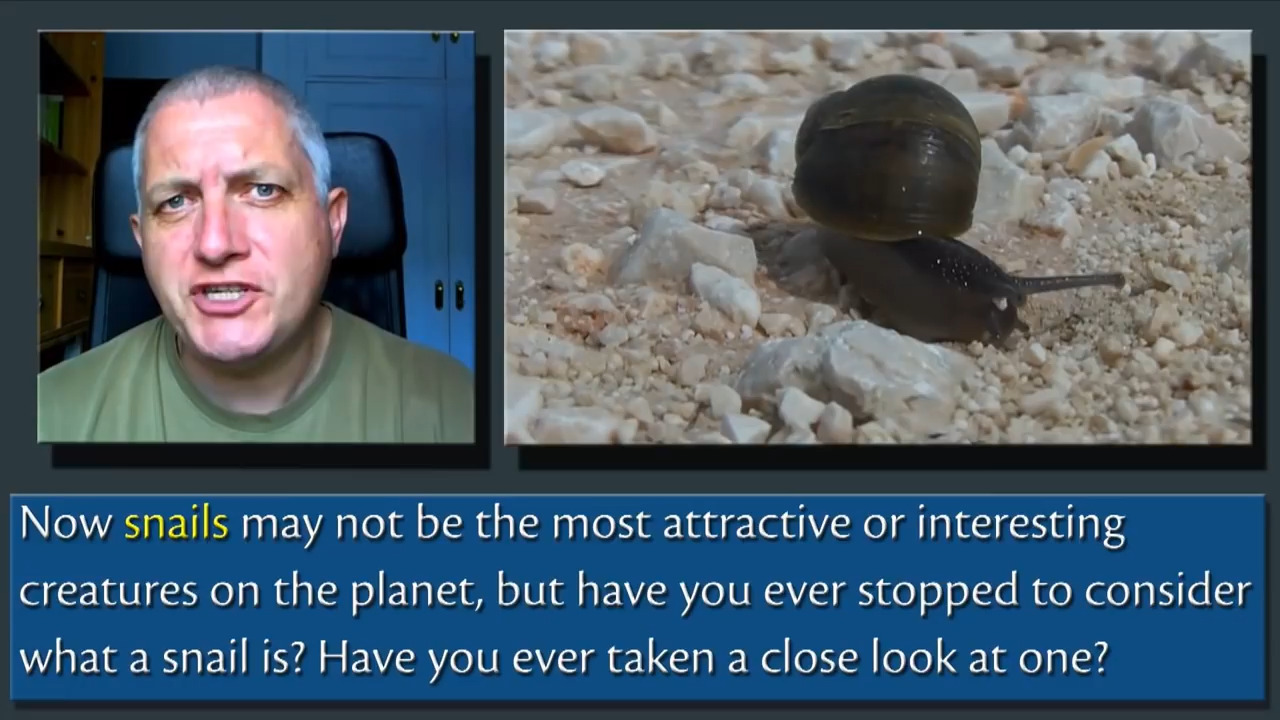 Now snails may not be the most attractive or interesting
creatures on the planet, but have you ever stopped to consider
what a snail is? Have you ever taken a close look at one?